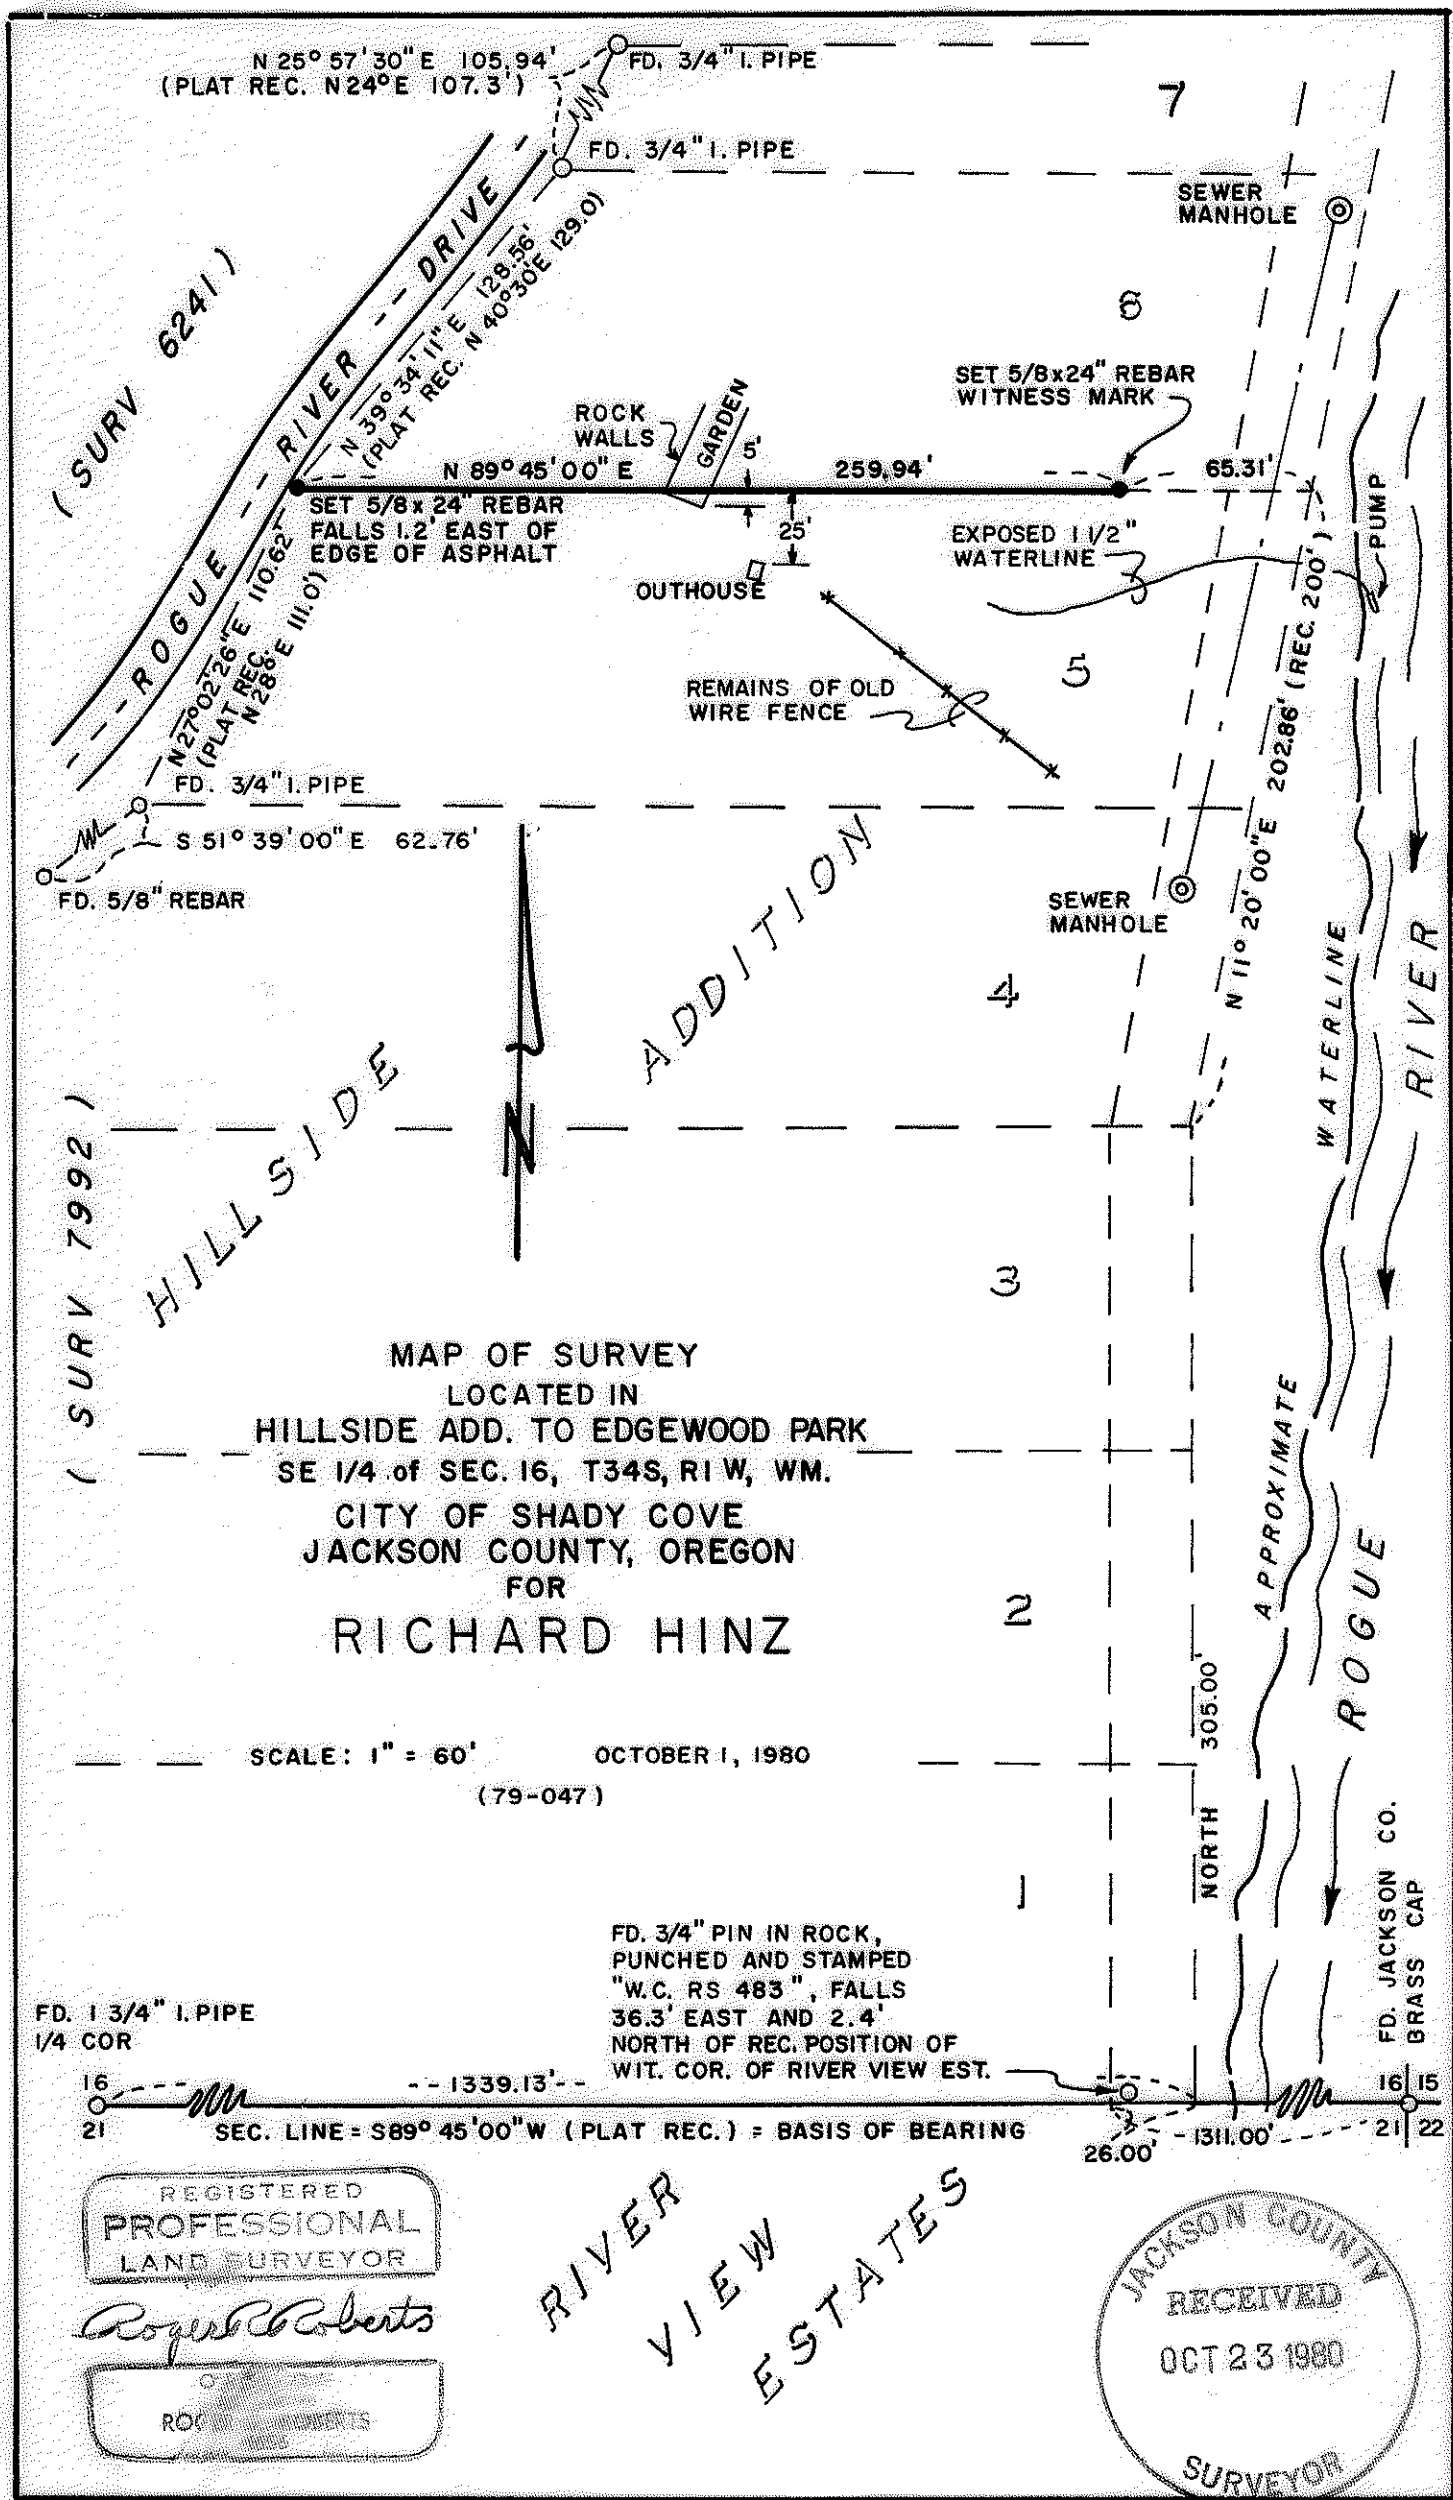 N 25° 57' 30" E 105.94'
(PLAT REC. N 24° E 107.3')
FD. 3/4" I. PIPE
7
FD. 3/4" I. PIPE
SEWER
MANHOLE
ROGUE RIVER DRIVE
( SURV 6241 )
N 39° 34' 11" E 128.56'
(PLAT REC. N 40°30' E 129.0)
6
SET 5/8x24" REBAR
WITNESS MARK
ROCK
WALLS
GARDEN
5'
N 89° 45' 00" E
259.94'
65.31'
SET 5/8 x 24" REBAR
FALLS 1.2' EAST OF
EDGE OF ASPHALT
25'
OUTHOUSE
EXPOSED 1 1/2"
WATERLINE
PUMP
N 27° 02' 26" E 110.62'
(PLAT REC.
N 28° E 111.0')
REMAINS OF OLD
WIRE FENCE
5
N 11° 20' 00" E 202.86' (REC. 200')
FD. 3/4" I. PIPE
S 51° 39' 00" E 62.76'
FD. 5/8" REBAR
SEWER
MANHOLE
4
HILLSIDE ADDITION
N
( SURV 7992 )
APPROXIMATE WATERLINE
ROGUE RIVER
3
MAP OF SURVEY
LOCATED IN
HILLSIDE ADD. TO EDGEWOOD PARK
SE 1/4 of SEC. 16, T34S, R1W, WM.
CITY OF SHADY COVE
JACKSON COUNTY, OREGON
FOR
RICHARD HINZ
2
SCALE: 1" = 60'
OCTOBER 1, 1980
(79-047)
NORTH 305.00'
1
FD. 3/4" PIN IN ROCK,
PUNCHED AND STAMPED
"W.C. RS 483", FALLS
36.3' EAST AND 2.4'
NORTH OF REC. POSITION OF
WIT. COR. OF RIVER VIEW EST.
FD. JACKSON CO.
BRASS CAP
FD. 1 3/4" I. PIPE
1/4 COR
16
21
1339.13'
16 15
21 22
SEC. LINE = S89° 45' 00" W (PLAT REC.) = BASIS OF BEARING
26.00'
1311.00'
RIVER
VIEW
ESTATES
REGISTERED
PROFESSIONAL
LAND SURVEYOR
Roger R Roberts
JACKSON COUNTY
RECEIVED
OCT 23 1980
SURVEYOR